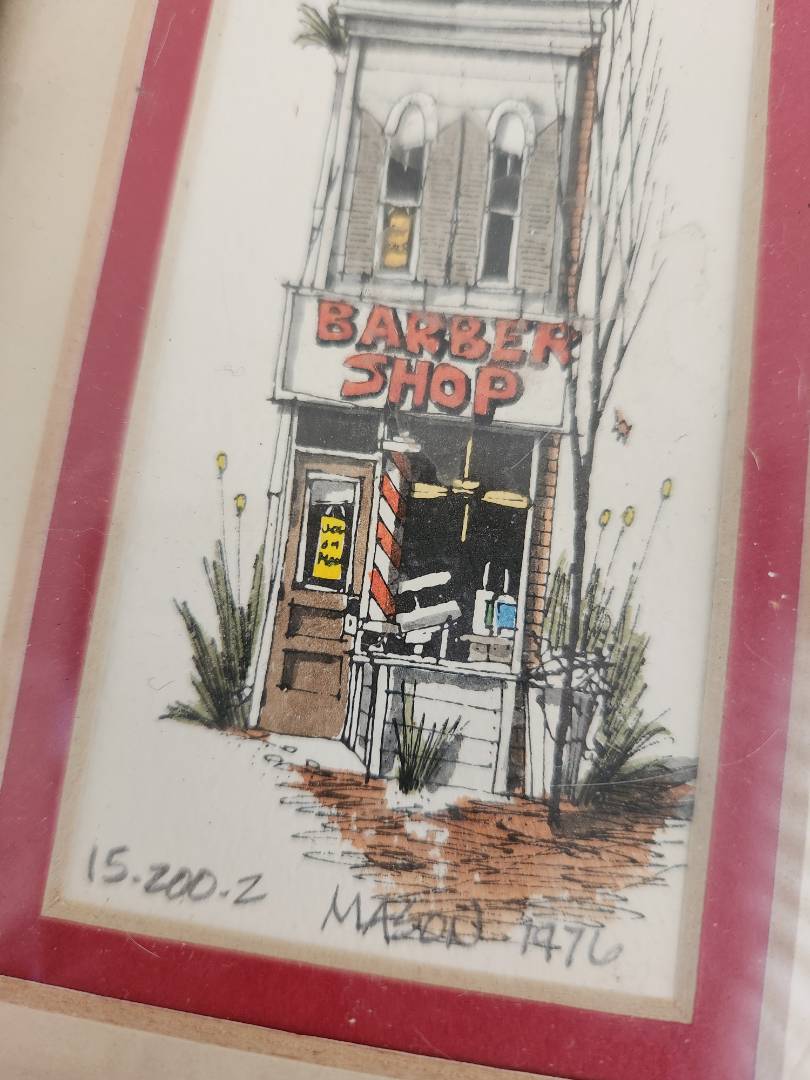 BARBER
SHOP
15.200.2
MASON 1976